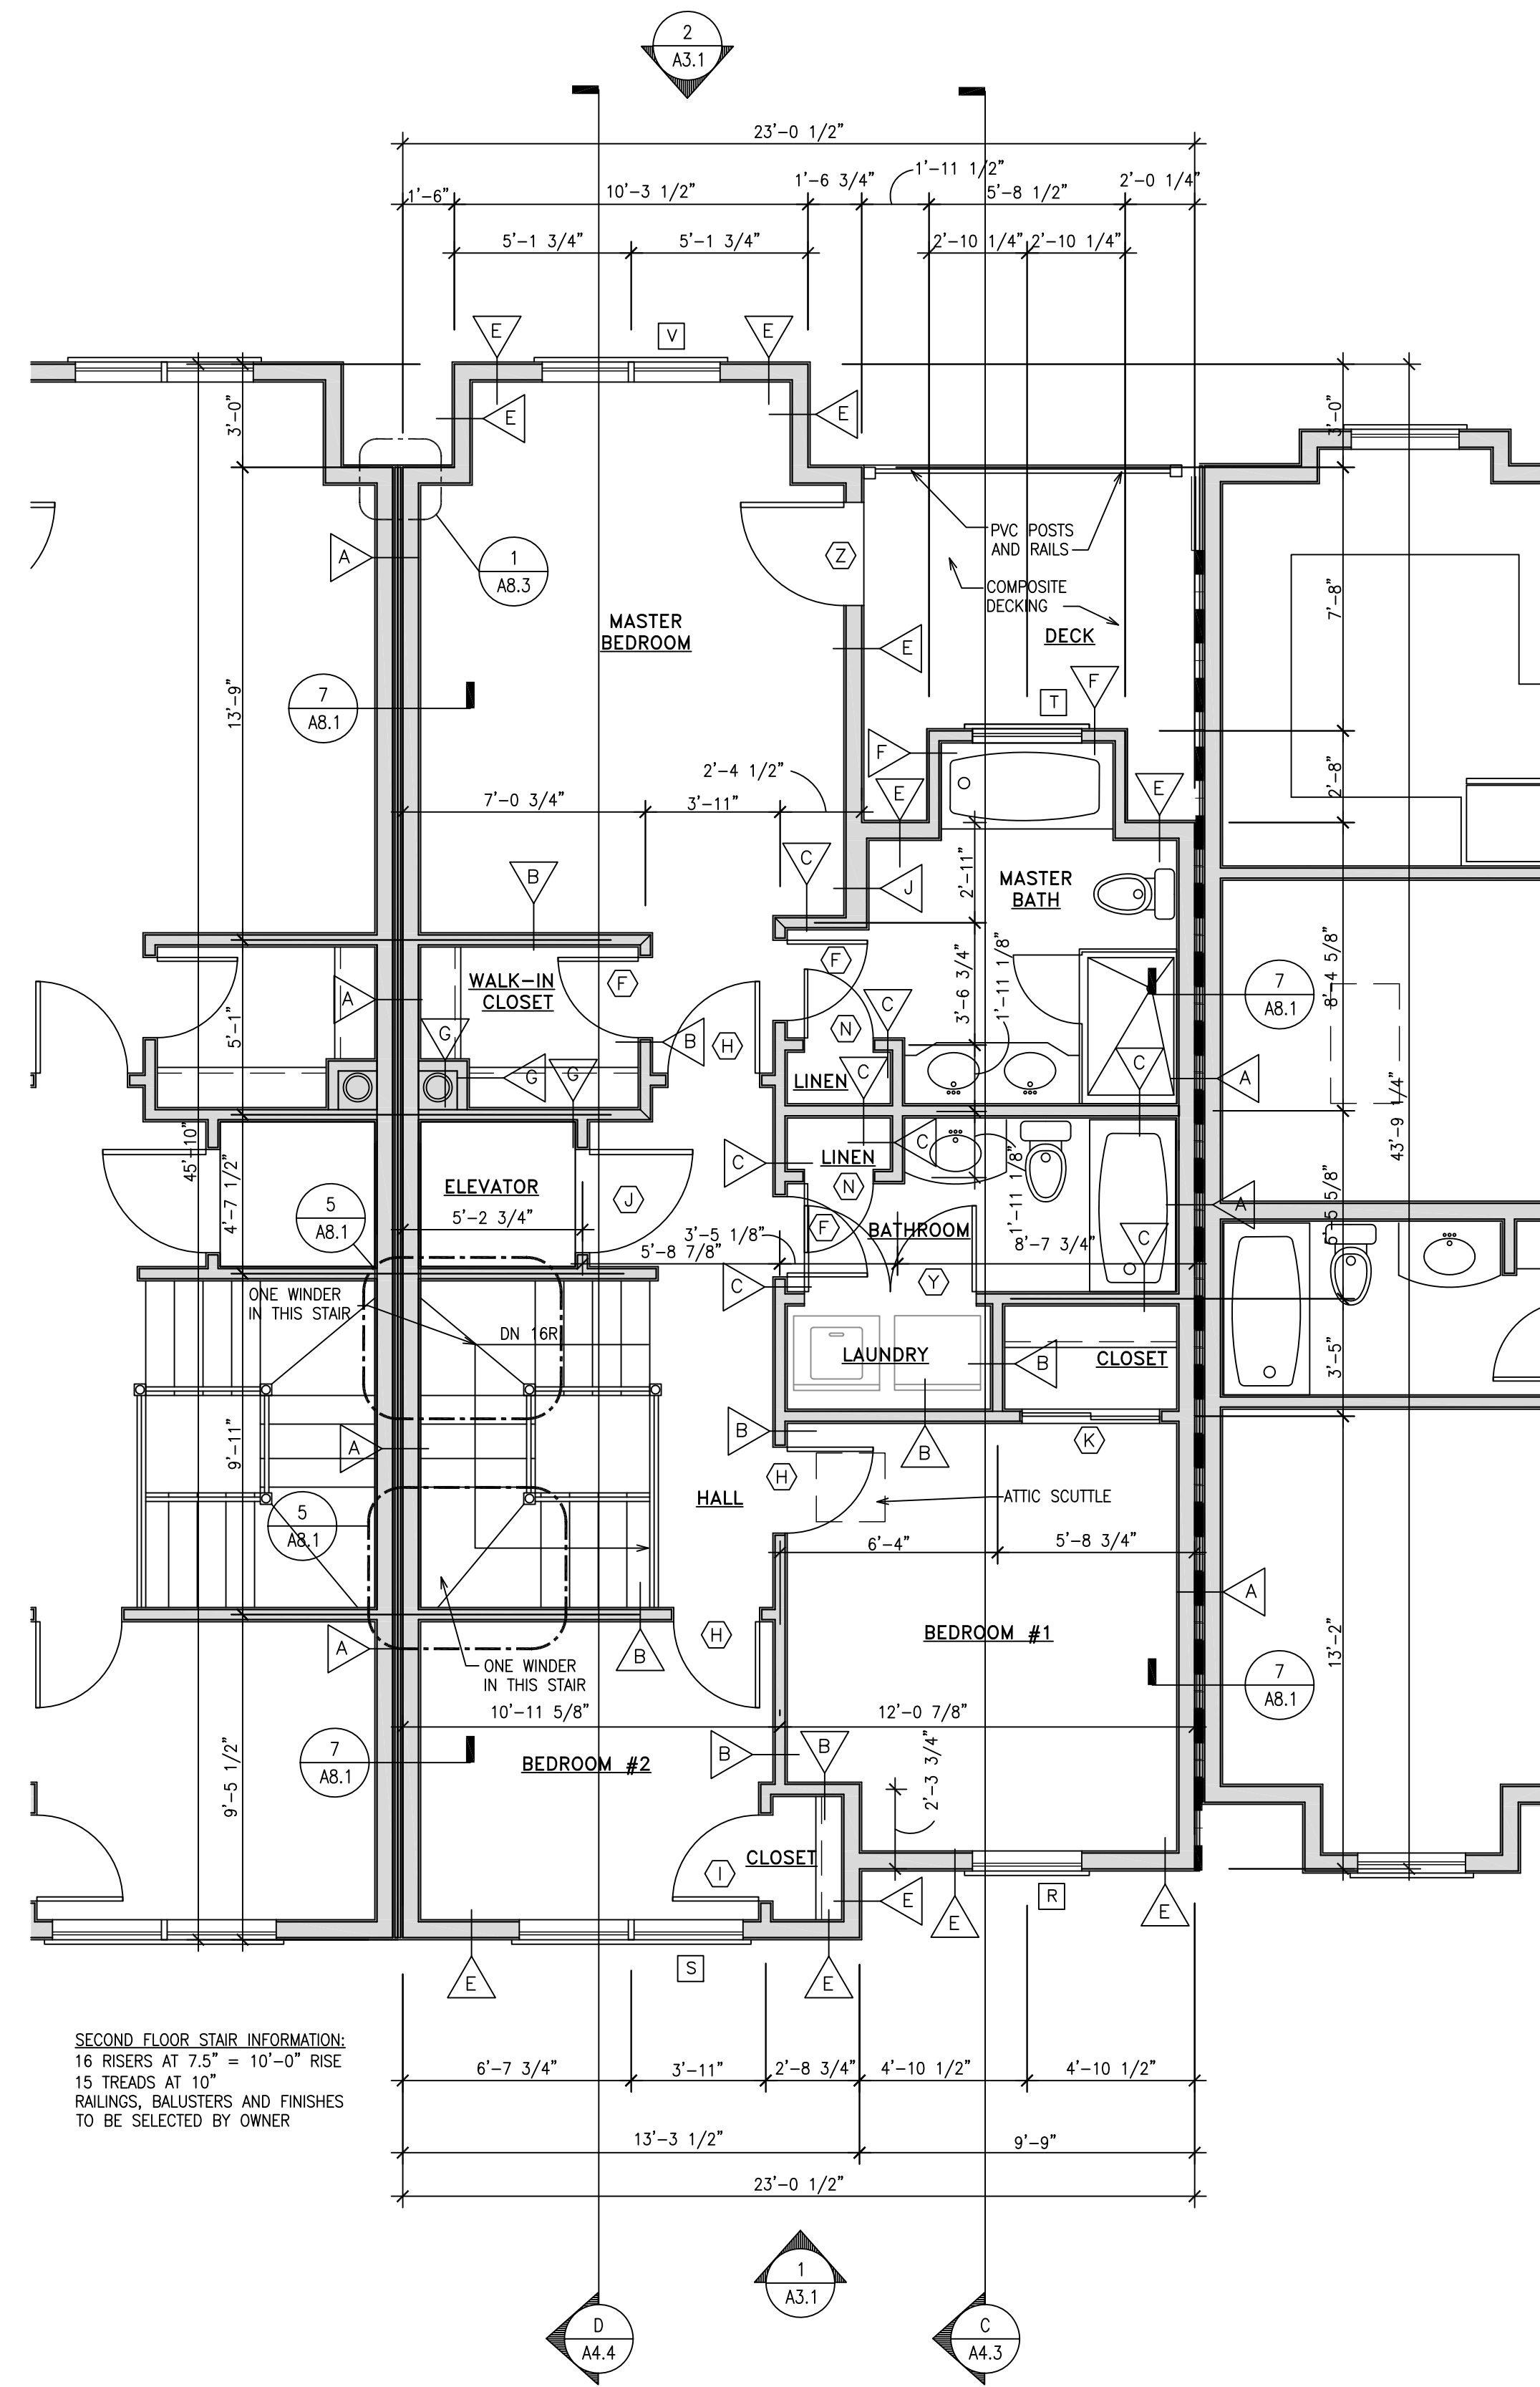 2
A3.1
23'-0 1/2"
1'-11 1/2"
1'-6"
10'-3 1/2"
1'-6 3/4"
5'-8 1/2"
2'-0 1/4"
5'-1 3/4"
5'-1 3/4"
2'-10 1/4"
2'-10 1/4"
E
V
E
E
E
3'-0"
3'-0"
A
1
A8.3
Z
PVC POSTS
AND RAILS
COMPOSITE
DECKING
DECK
7'-8"
MASTER
BEDROOM
E
7
A8.1
13'-9"
T
F
F
2'-4 1/2"
7'-0 3/4"
3'-11"
E
E
2'-8"
C
B
J
2'-11"
MASTER
BATH
F
WALK-IN
CLOSET
F
A
3'-6 3/4"
1'-11 1/8"
7
A8.1
8'-4 5/8"
5'-1"
G
B
H
N
C
G
G
LINEN
C
C
A
43'-9 1/4"
45'-10"
4'-7 1/2"
C
LINEN
C
N
1'-11 1/8"
5'-5 5/8"
ELEVATOR
J
5
A8.1
5'-2 3/4"
F
BATHROOM
A
3'-5 1/8"
5'-8 7/8"
8'-7 3/4"
C
C
Y
ONE WINDER
IN THIS STAIR
DN 16R
LAUNDRY
B
CLOSET
3'-5"
A
9'-11"
B
B
K
H
HALL
ATTIC SCUTTLE
5
A8.1
6'-4"
5'-8 3/4"
A
H
BEDROOM #1
A
B
ONE WINDER
IN THIS STAIR
13'-2"
7
A8.1
10'-11 5/8"
12'-0 7/8"
7
A8.1
BEDROOM #2
B
B
2'-3 3/4"
9'-5 1/2"
I
CLOSET
E
R
E
E
S
E
E
SECOND FLOOR STAIR INFORMATION:
16 RISERS AT 7.5" = 10'-0" RISE
15 TREADS AT 10"
RAILINGS, BALUSTERS AND FINISHES
TO BE SELECTED BY OWNER
6'-7 3/4"
3'-11"
2'-8 3/4"
4'-10 1/2"
4'-10 1/2"
13'-3 1/2"
9'-9"
23'-0 1/2"
1
A3.1
D
A4.4
C
A4.3